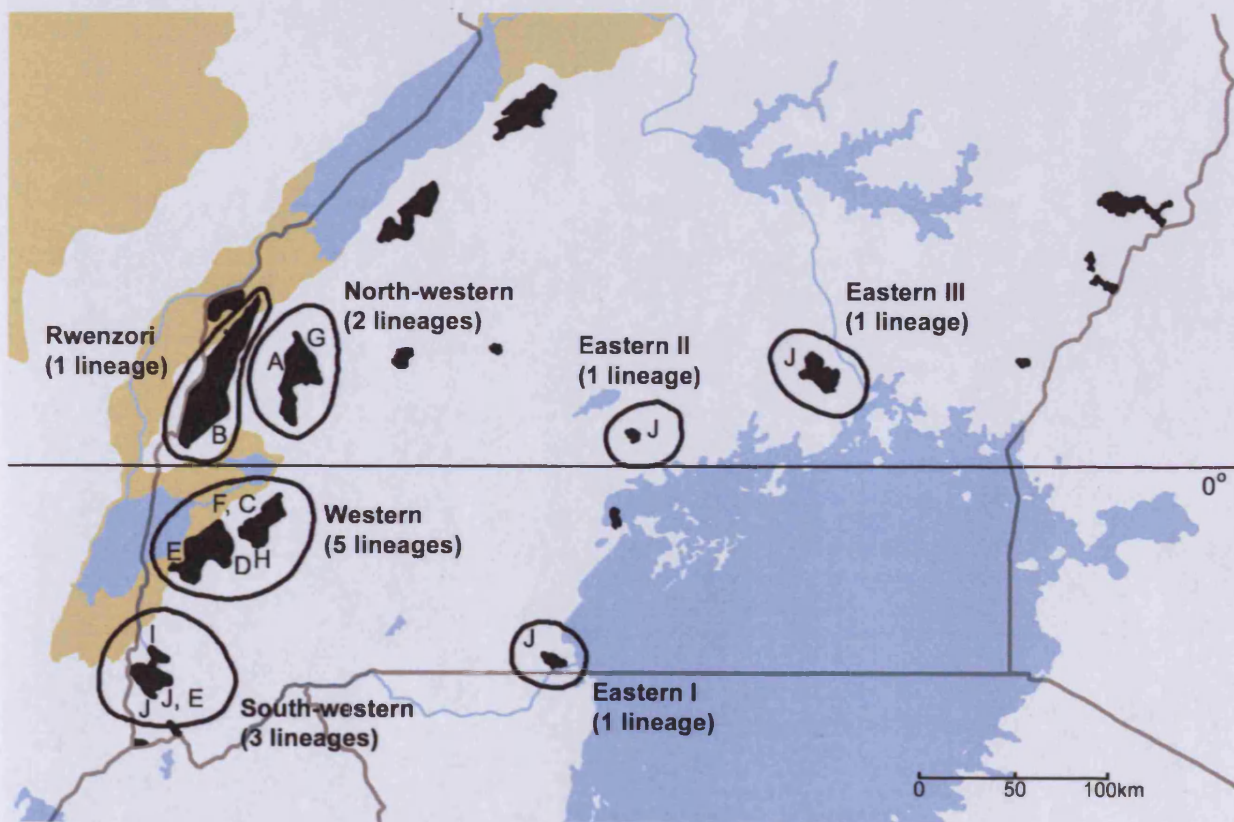 North-western
(2 lineages)
G
A
Rwenzori
(1 lineage)
B
Eastern III
(1 lineage)
J
Eastern II
(1 lineage)
J
0°
F, C
E
D
H
Western
(5 lineages)
I
J, E
J
South-western
(3 lineages)
J
Eastern I
(1 lineage)
0 50 100km